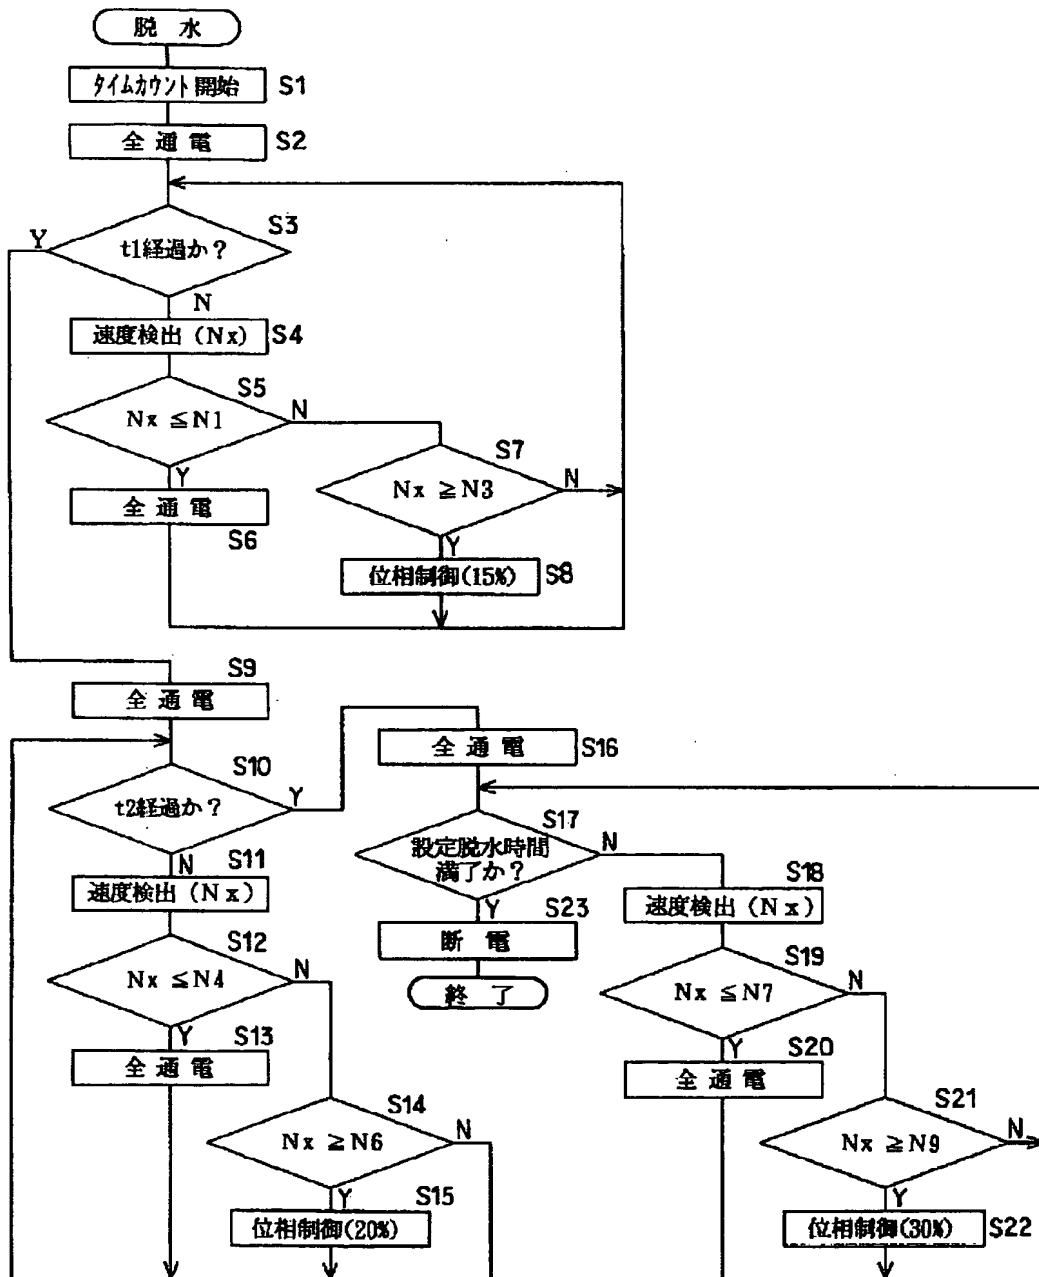 脱 水
タイムカウント開始 S1
全 通 電 S2
S3
Y
t1経過か？
N
速度検出（Nx） S4
S5
Nx ≦N1
N
Y
全 通 電
S6
S7
Nx ≧N3
N
Y
位相制御(15%) S8
S9
全 通 電
S10
t2経過か？
Y
N
S11
速度検出（Nx）
S12
Nx ≦N4
N
Y
S13
全 通 電
S14
Nx ≧N6
N
Y
S15
位相制御(20%)
全 通 電 S16
S17
設定脱水時間
満了か？
N
Y
S23
断 電
終 了
S18
速度検出（Nx）
S19
Nx ≦N7
N
Y
S20
全 通 電
S21
Nx ≧N9
N
Y
位相制御(30%) S22